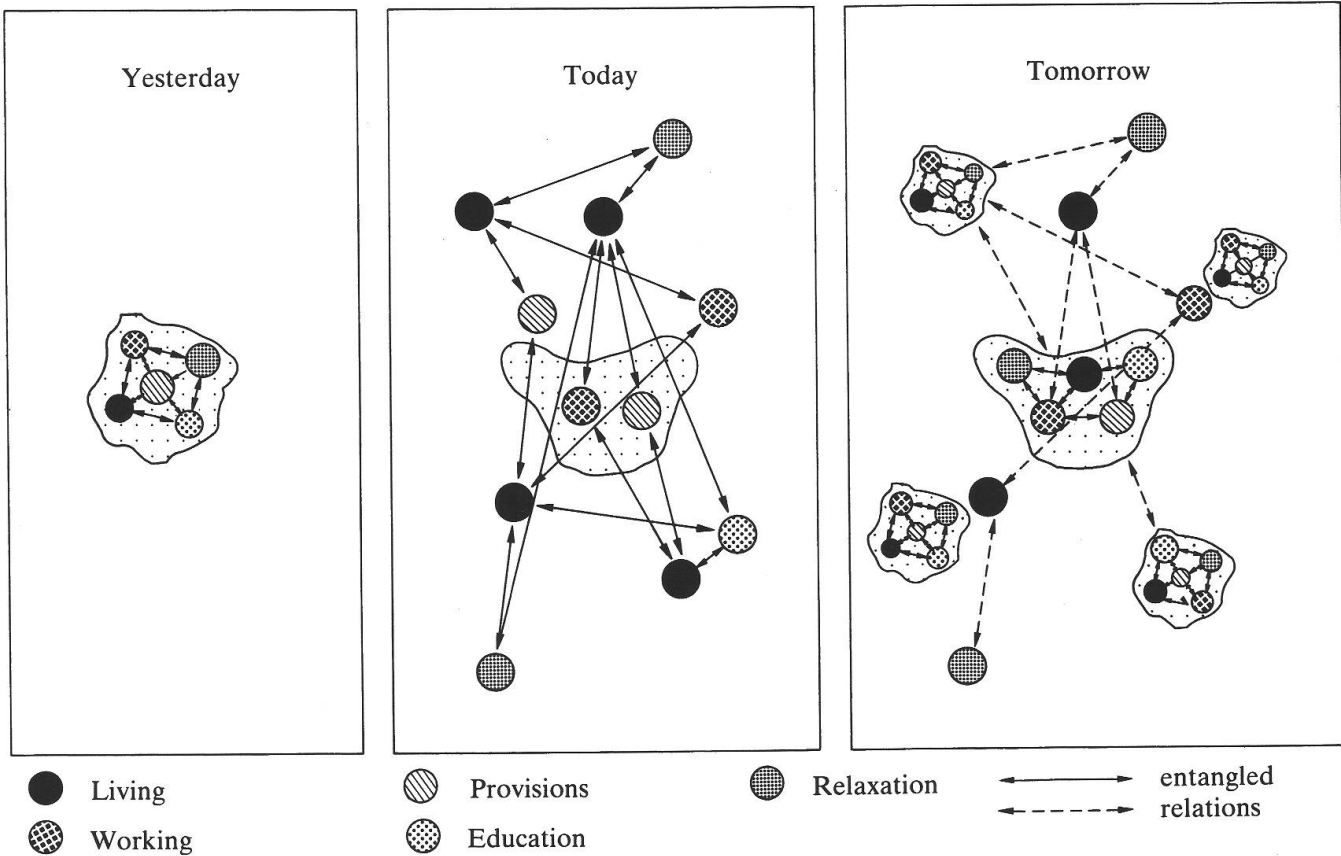 Yesterday
Today
Tomorrow
Living
Provisions
Relaxation
entangled
relations
Working
Education